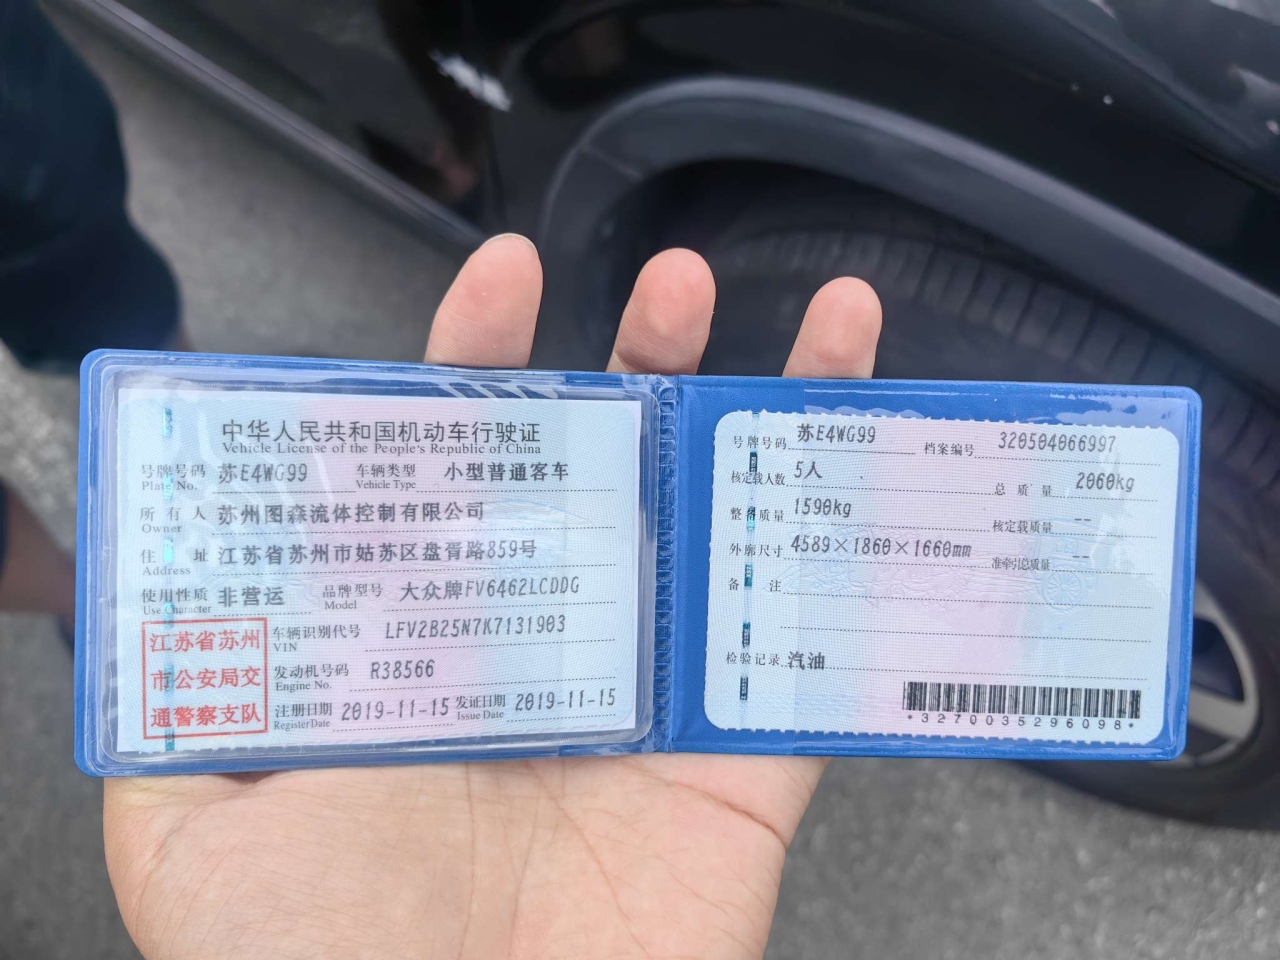 中华人民共和国机动车行驶证
Vehicle License of the People's Republic of China
号牌号码 苏E4WG99 车辆类型 小型普通客车
Plate No. Vehicle Type
所有人 苏州图森流体控制有限公司
Owner
住址 江苏省苏州市姑苏区盘胥路859号
Address
使用性质 非营运 品牌型号 大众牌FV6462LCDDG
Use Character Model
江苏省苏州
市公安局交
通警察支队
车辆识别代号 LFV2B25N7K7131903
VIN
发动机号码 R38566
Engine No.
注册日期 2019-11-15 发证日期 2019-11-15
Register Date Issue Date
号牌号码 苏E4WG99 档案编号 320504066997
核定载人数 5人 总质量 2060kg
整备质量 1590kg 核定载质量 --
外廓尺寸 4589×1860×1660mm 准牵引总质量 --
备注
检验记录 汽油
*3270035296098*